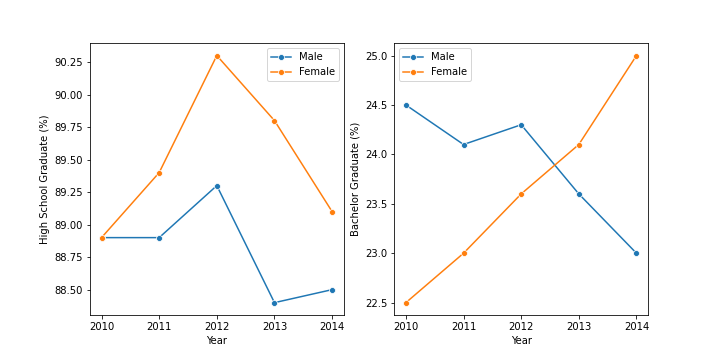 High School Graduate (%)
90.25
90.00
89.75
89.50
89.25
89.00
88.75
88.50
2010 2011 2012 2013 2014
Year
Male
Female
Bachelor Graduate (%)
25.0
24.5
24.0
23.5
23.0
22.5
2010 2011 2012 2013 2014
Year
Male
Female